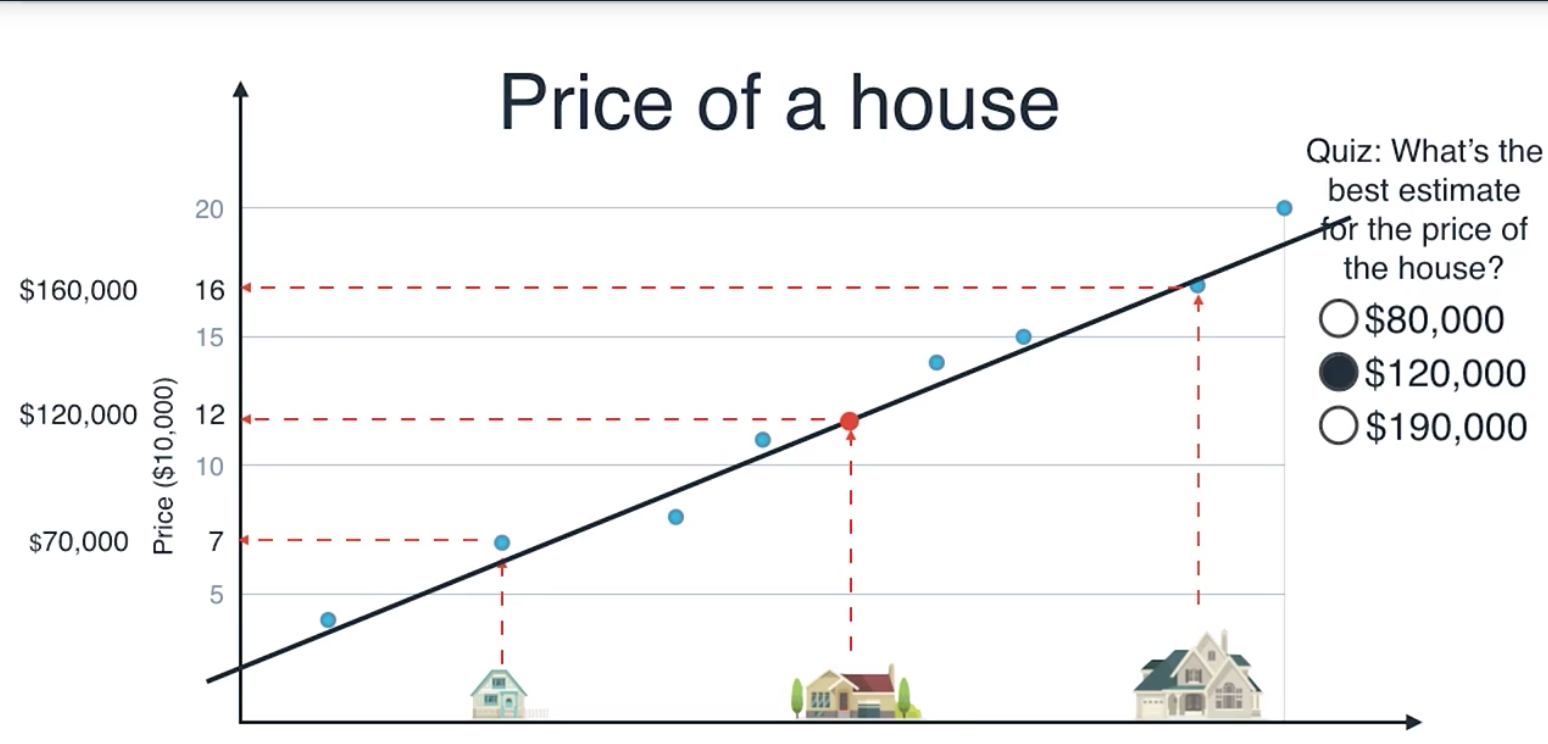 Price of a house
Quiz: What's the
best estimate
for the price of
the house?
$80,000
$120,000
$190,000
20
$160,000 16
15
$120,000 12
10
$70,000 7
5
Price ($10,000)